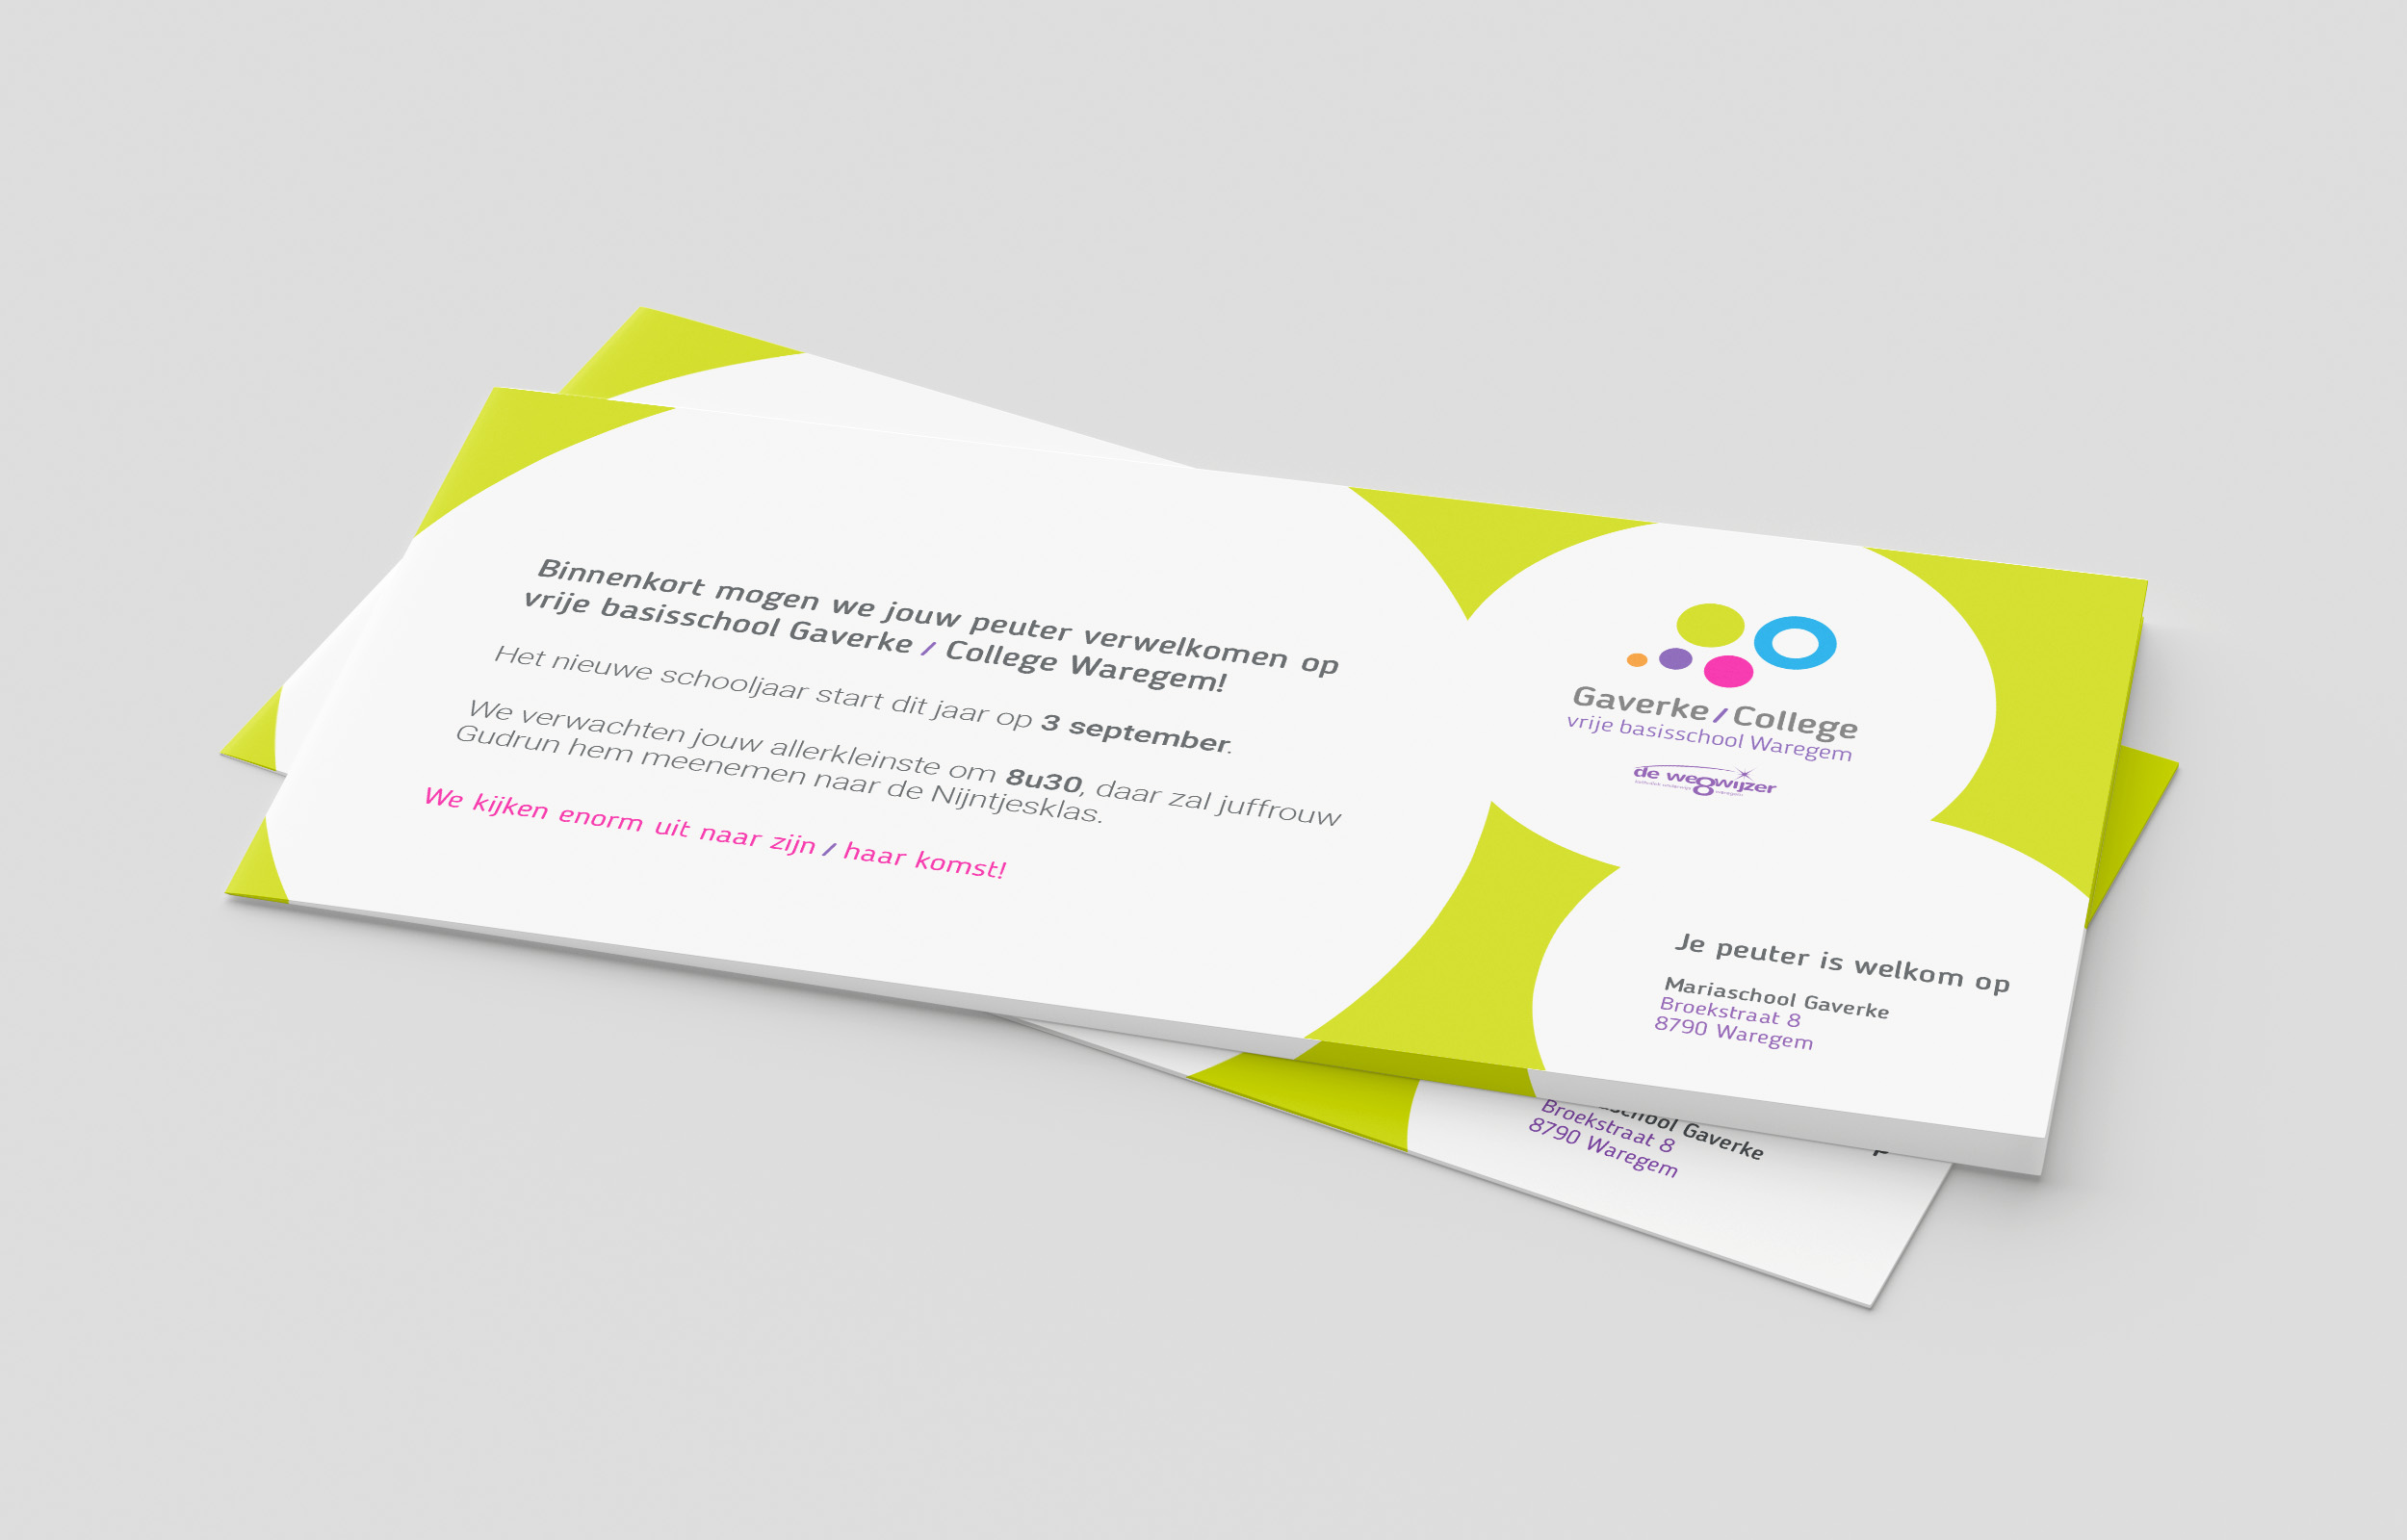 Binnenkort mogen we jouw peuter verwelkomen op
vrije basisschool Gaverke / College Waregem!
Het nieuwe schooljaar start dit jaar op 3 september.
We verwachten jouw allerkleinste om 8u30, daar zal juffrouw
Gudrun hem meenemen naar de Nijntjesklas.
We kijken enorm uit naar zijn / haar komst!
Gaverke / College
vrije basisschool Waregem
de we8wijzer
Je peuter is welkom op
Mariaschool Gaverke
Broekstraat 8
8790 Waregem
school Gaverke
Broekstraat 8
8790 Waregem